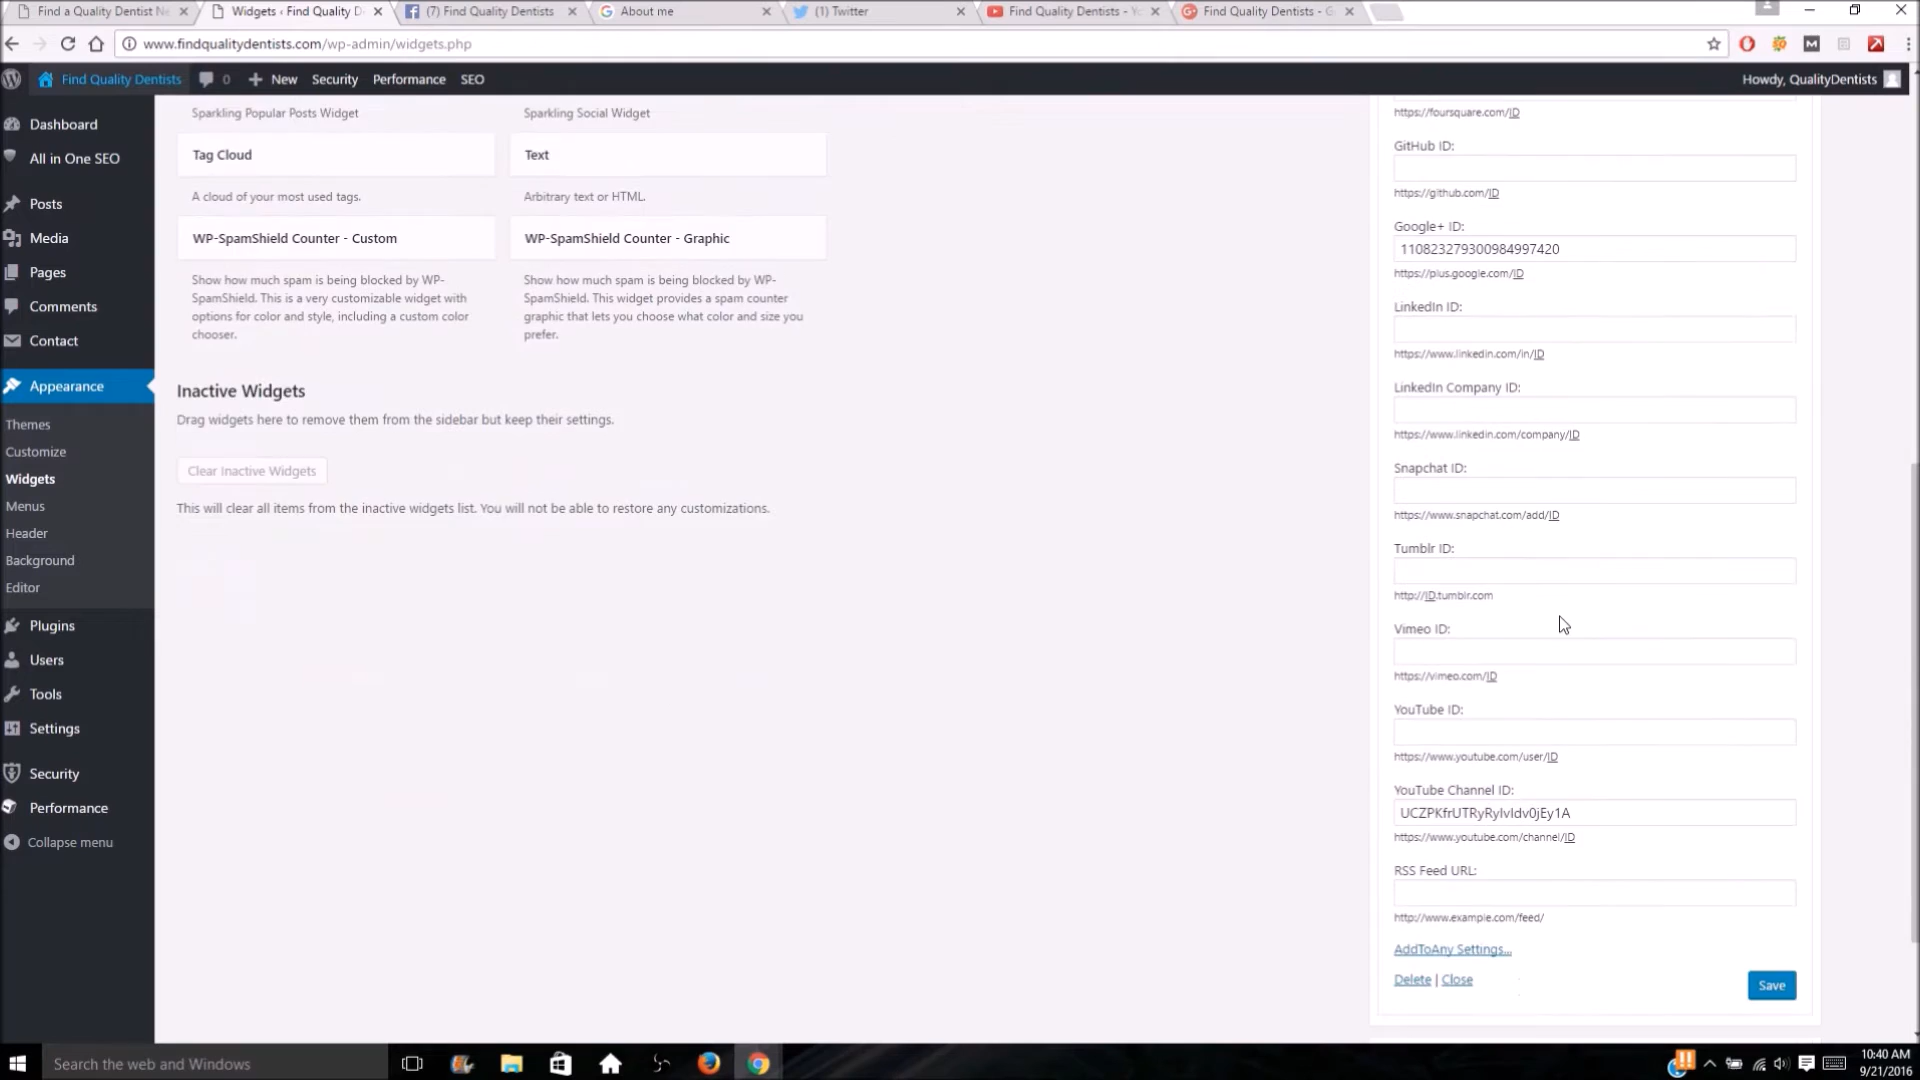 Find a Quality Dentist Ne
Widgets ‹ Find Quality D
(7) Find Quality Dentists
About me
(1) Twitter
Find Quality Dentists - Yo
Find Quality Dentists - G
www.findqualitydentists.com/wp-admin/widgets.php
Find Quality Dentists
0
New
Security
Performance
SEO
Howdy, QualityDentists
Dashboard
All in One SEO
Posts
Media
Pages
Comments
Contact
Appearance
Themes
Customize
Widgets
Menus
Header
Background
Editor
Plugins
Users
Tools
Settings
Security
Performance
Collapse menu
Sparkling Popular Posts Widget
Sparkling Social Widget
Tag Cloud
Text
A cloud of your most used tags.
Arbitrary text or HTML.
WP-SpamShield Counter - Custom
WP-SpamShield Counter - Graphic
Show how much spam is being blocked by WP-
SpamShield. This is a very customizable widget with
options for color and style, including a custom color
chooser.
Show how much spam is being blocked by WP-
SpamShield. This widget provides a spam counter
graphic that lets you choose what color and size you
prefer.
Inactive Widgets
Drag widgets here to remove them from the sidebar but keep their settings.
Clear Inactive Widgets
This will clear all items from the inactive widgets list. You will not be able to restore any customizations.
https://foursquare.com/ID
GitHub ID:
https://github.com/ID
Google+ ID:
110823279300984997420
https://plus.google.com/ID
LinkedIn ID:
https://www.linkedin.com/in/ID
LinkedIn Company ID:
https://www.linkedin.com/company/ID
Snapchat ID:
https://www.snapchat.com/add/ID
Tumblr ID:
http://ID.tumblr.com
Vimeo ID:
https://vimeo.com/ID
YouTube ID:
https://www.youtube.com/user/ID
YouTube Channel ID:
UCZPKfrUTRyRyIvIdv0jEy1A
https://www.youtube.com/channel/ID
RSS Feed URL:
http://www.example.com/feed/
AddToAny Settings...
Delete | Close
Save
Search the web and Windows
10:40 AM
9/21/2016